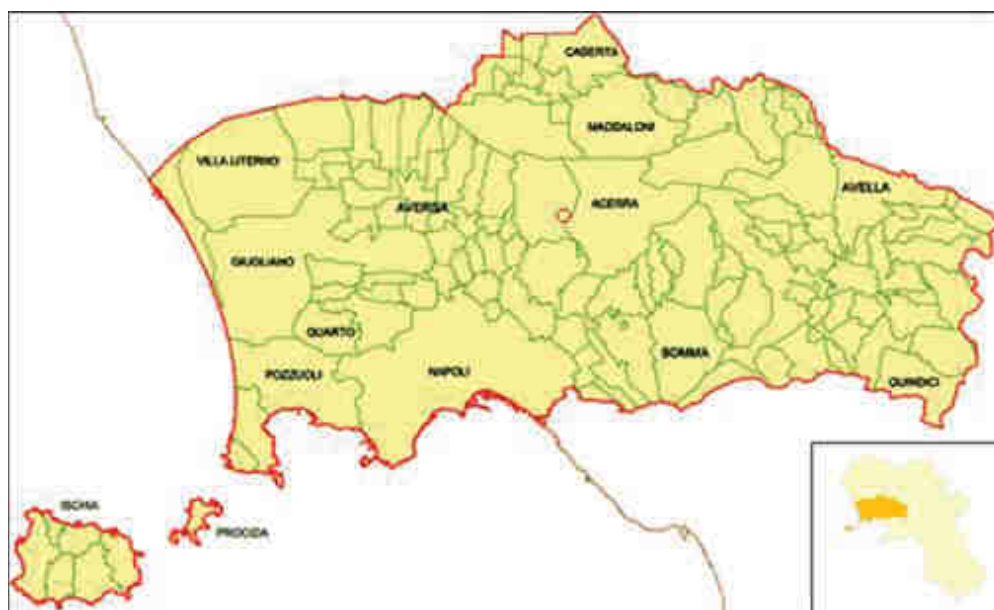 CASERTA
MADDALONI
VILLA LITERNO
AVELLA
AVERSA
ACERRA
GIUGLIANO
QUARTO
SOMMA
POZZUOLI
NAPOLI
QUINDICI
ISCHIA
PROCIDA